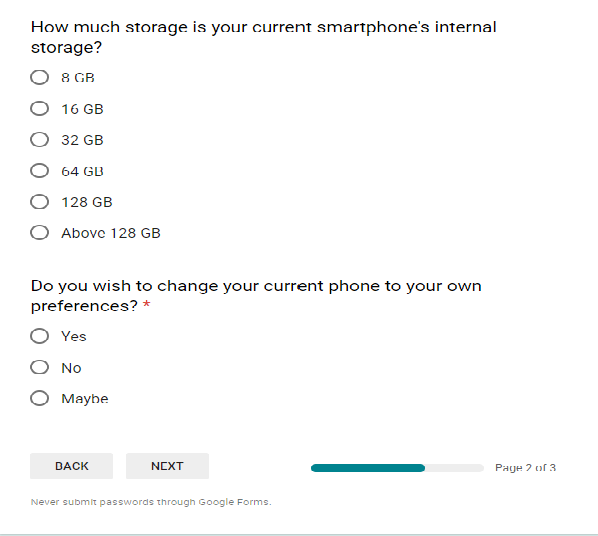 How much storage is your current smartphone's internal
storage?
8 GB
16 GB
32 GB
64 GB
128 GB
Above 128 GB
Do you wish to change your current phone to your own
preferences? *
Yes
No
Maybe
BACK NEXT Page 2 of 3
Never submit passwords through Google Forms.